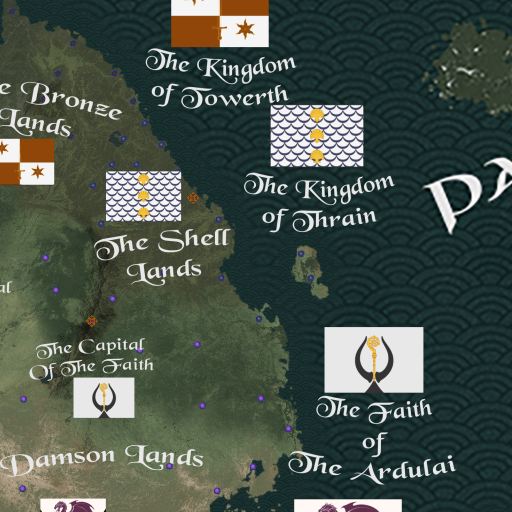 The Kingdom
of Towerth
Bronze
Lands
The Kingdom
of Thrain
The Shell
Lands
The Capital
Of The Faith
The Faith
of
The Ardulai
Damson Lands